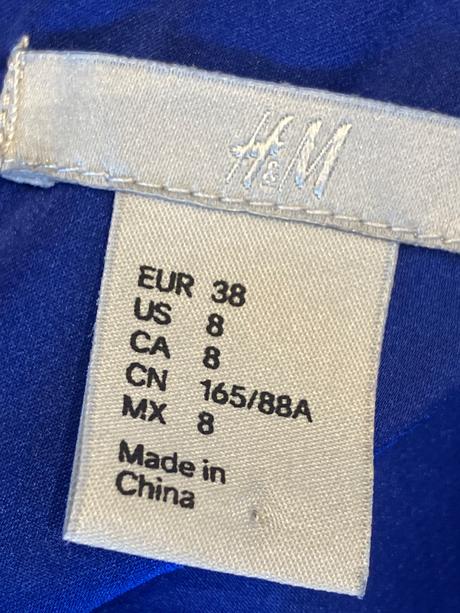 H&M
EUR 38
US 8
CA 8
CN 165/88A
MX 8
Made in
China